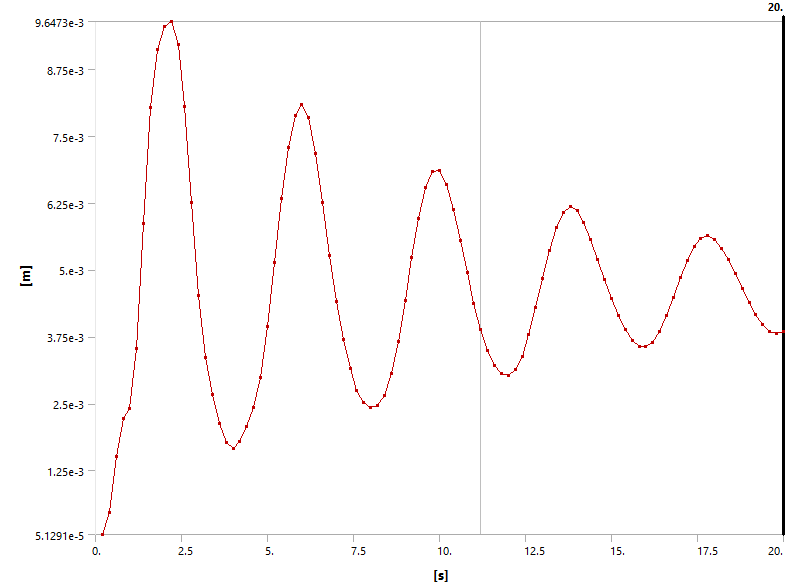 20.
9.6473e-3
8.75e-3
7.5e-3
6.25e-3
5.e-3
3.75e-3
2.5e-3
1.25e-3
5.1291e-5
[m]
0. 2.5 5. 7.5 10. 12.5 15. 17.5 20.
[s]